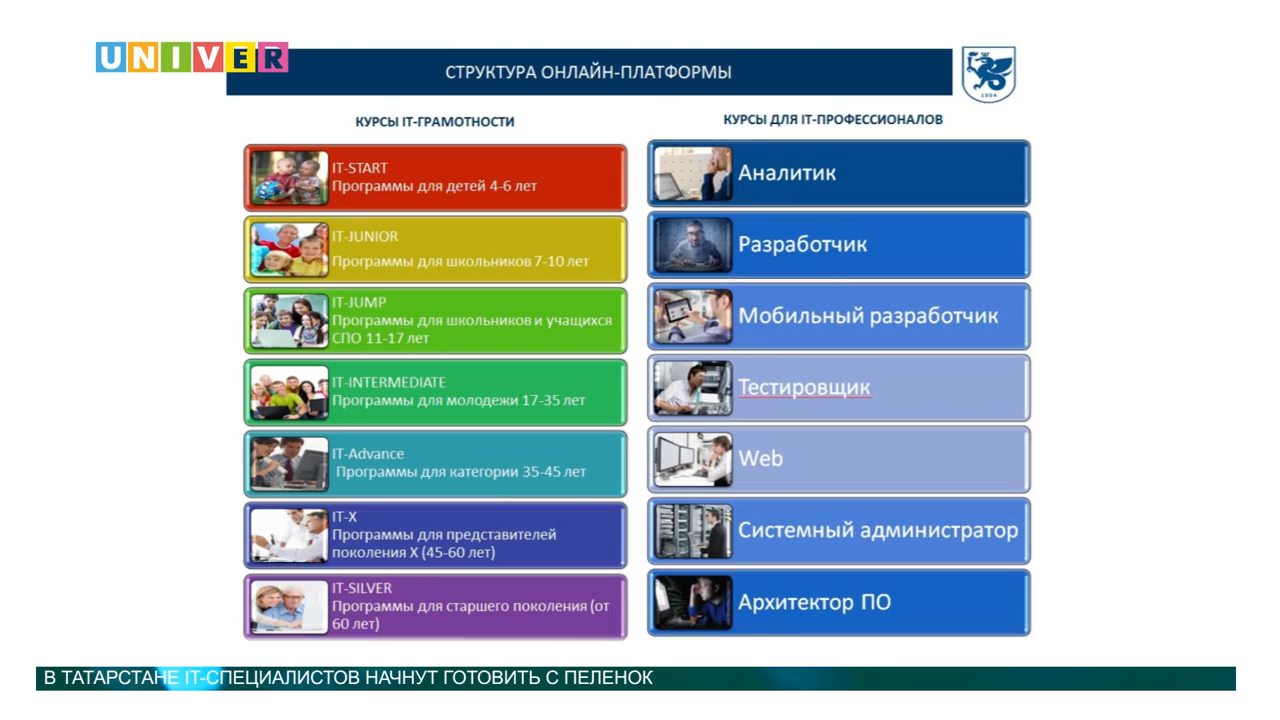 UNIVER
СТРУКТУРА ОНЛАЙН-ПЛАТФОРМЫ
1804
КУРСЫ IT-ГРАМОТНОСТИ
IT-START
Программы для детей 4-6 лет
IT-JUNIOR
Программы для школьников 7-10 лет
IT-JUMP
Программы для школьников и учащихся
СПО 11-17 лет
IT-INTERMEDIATE
Программы для молодежи 17-35 лет
IT-Advance
Программы для категории 35-45 лет
IT-X
Программы для представителей
поколения X (45-60 лет)
IT-SILVER
Программы для старшего поколения (от
60 лет)
КУРСЫ ДЛЯ IT-ПРОФЕССИОНАЛОВ
Аналитик
Разработчик
Мобильный разработчик
Тестировщик
Web
Системный администратор
Архитектор ПО
В ТАТАРСТАНЕ IT-СПЕЦИАЛИСТОВ НАЧНУТ ГОТОВИТЬ С ПЕЛЕНОК